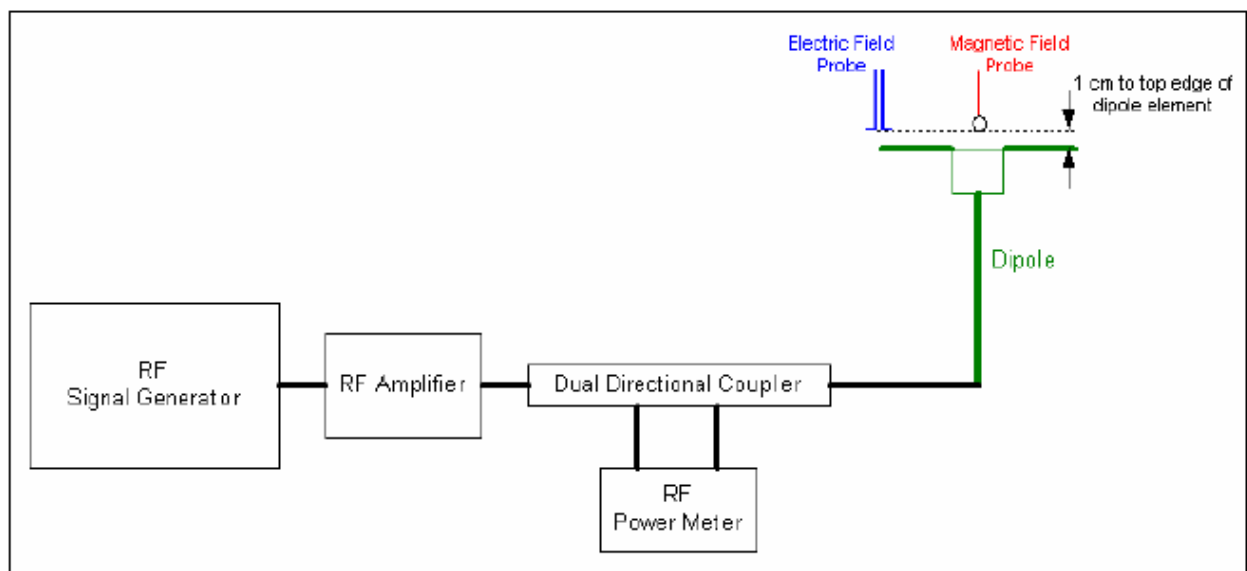 Electric Field
Probe
Magnetic Field
Probe
1 cm to top edge of
dipole element
Dipole
RF
Signal Generator
RF Amplifier
Dual Directional Coupler
RF
Power Meter